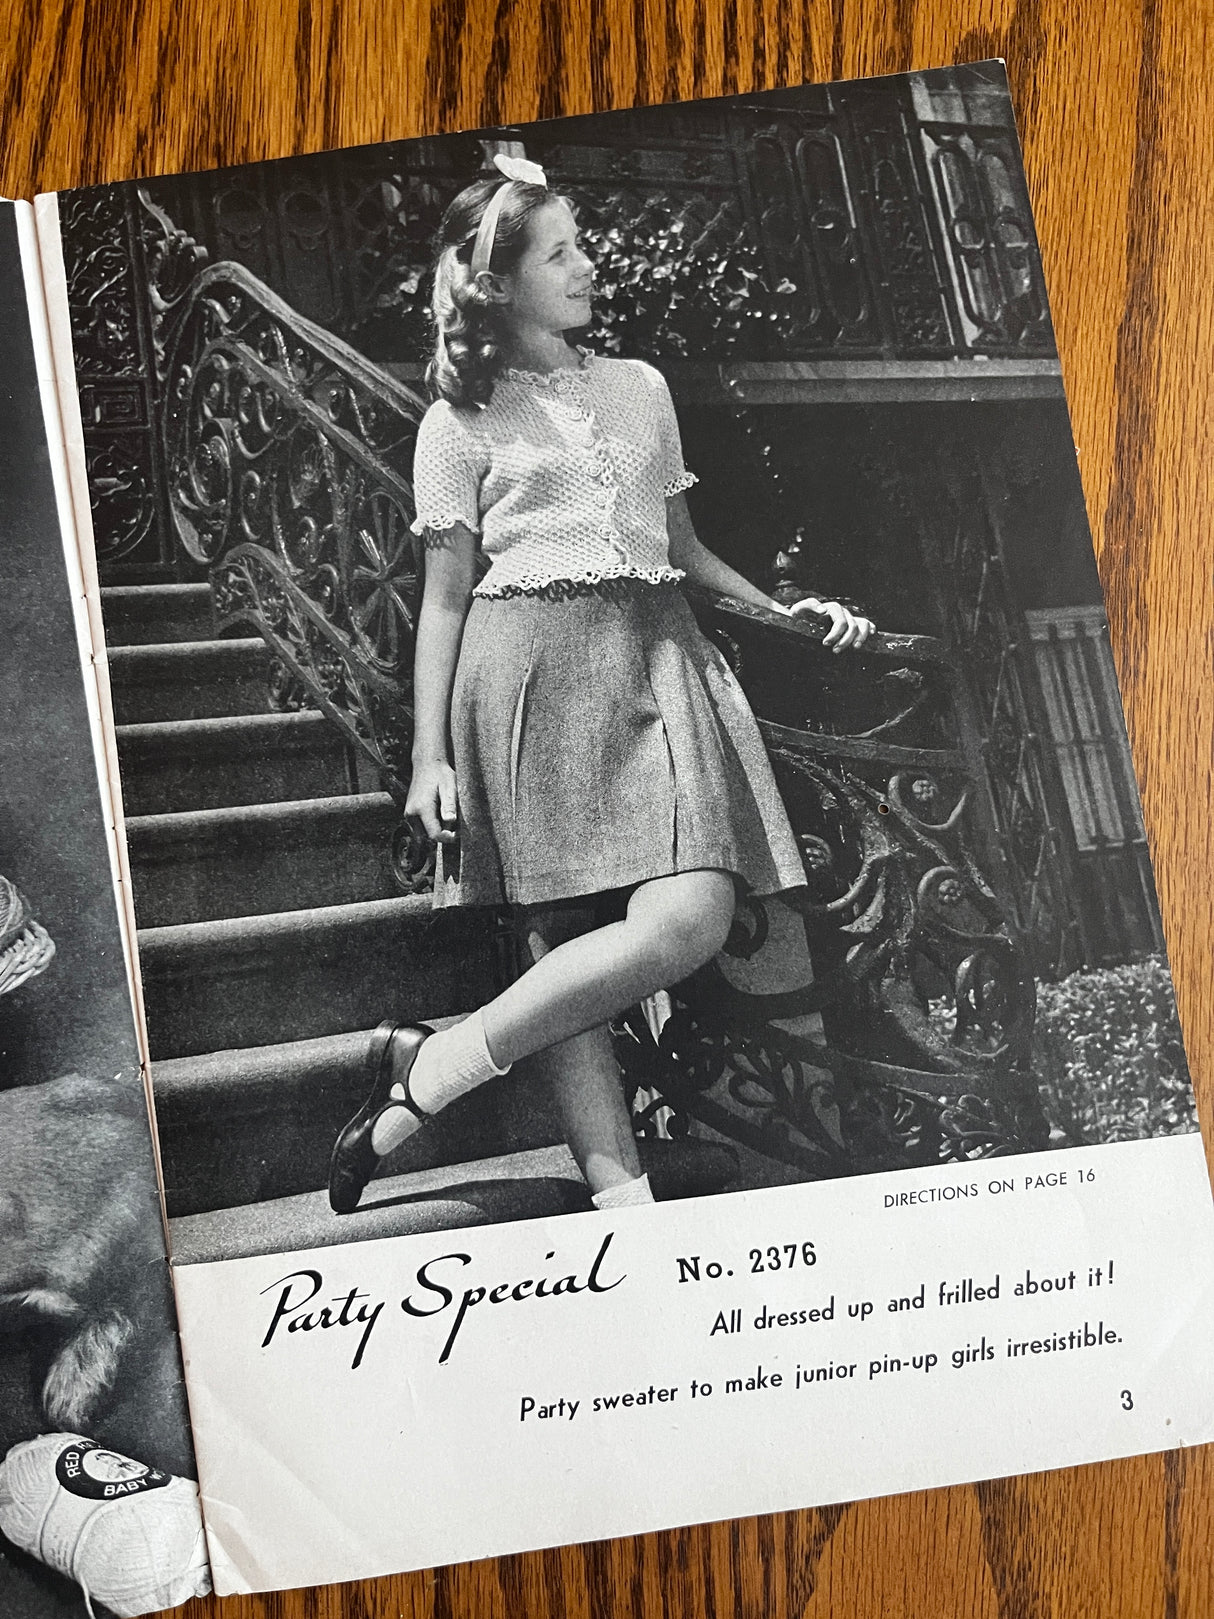 RED
BABY
DIRECTIONS ON PAGE 16
Party Special No. 2376
All dressed up and frilled about it!
Party sweater to make junior pin-up girls irresistible.
3